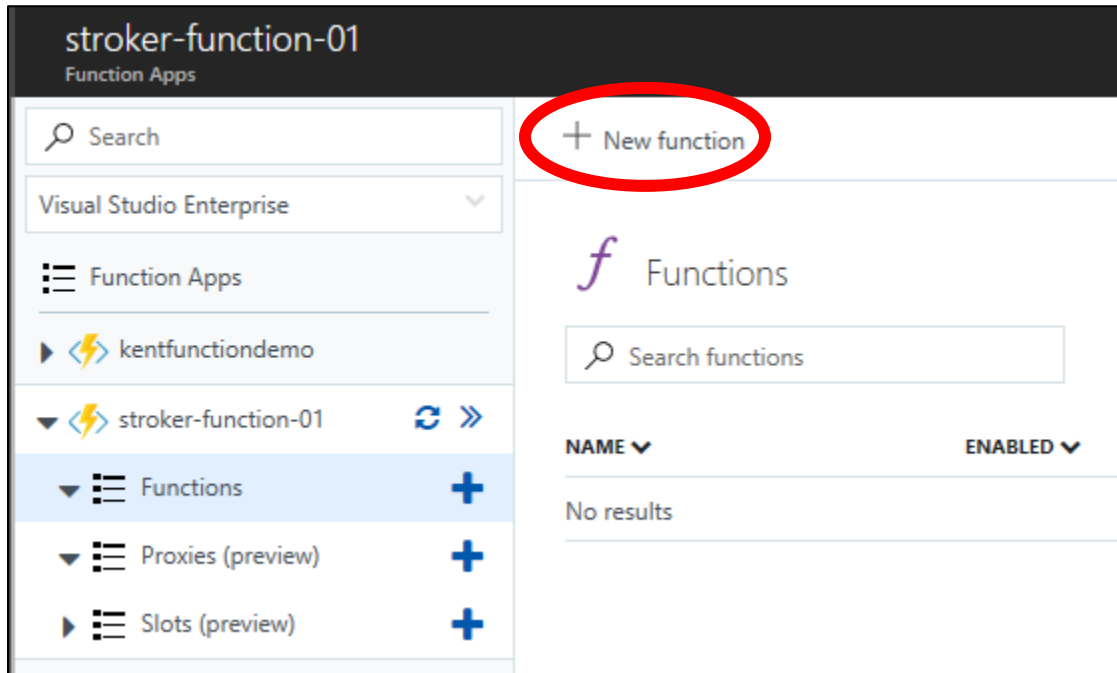 stroker-function-01
Function Apps
Search
Visual Studio Enterprise
Function Apps
kentfunctiondemo
stroker-function-01
Functions
Proxies (preview)
Slots (preview)
New function
Functions
Search functions
NAME ENABLED
No results